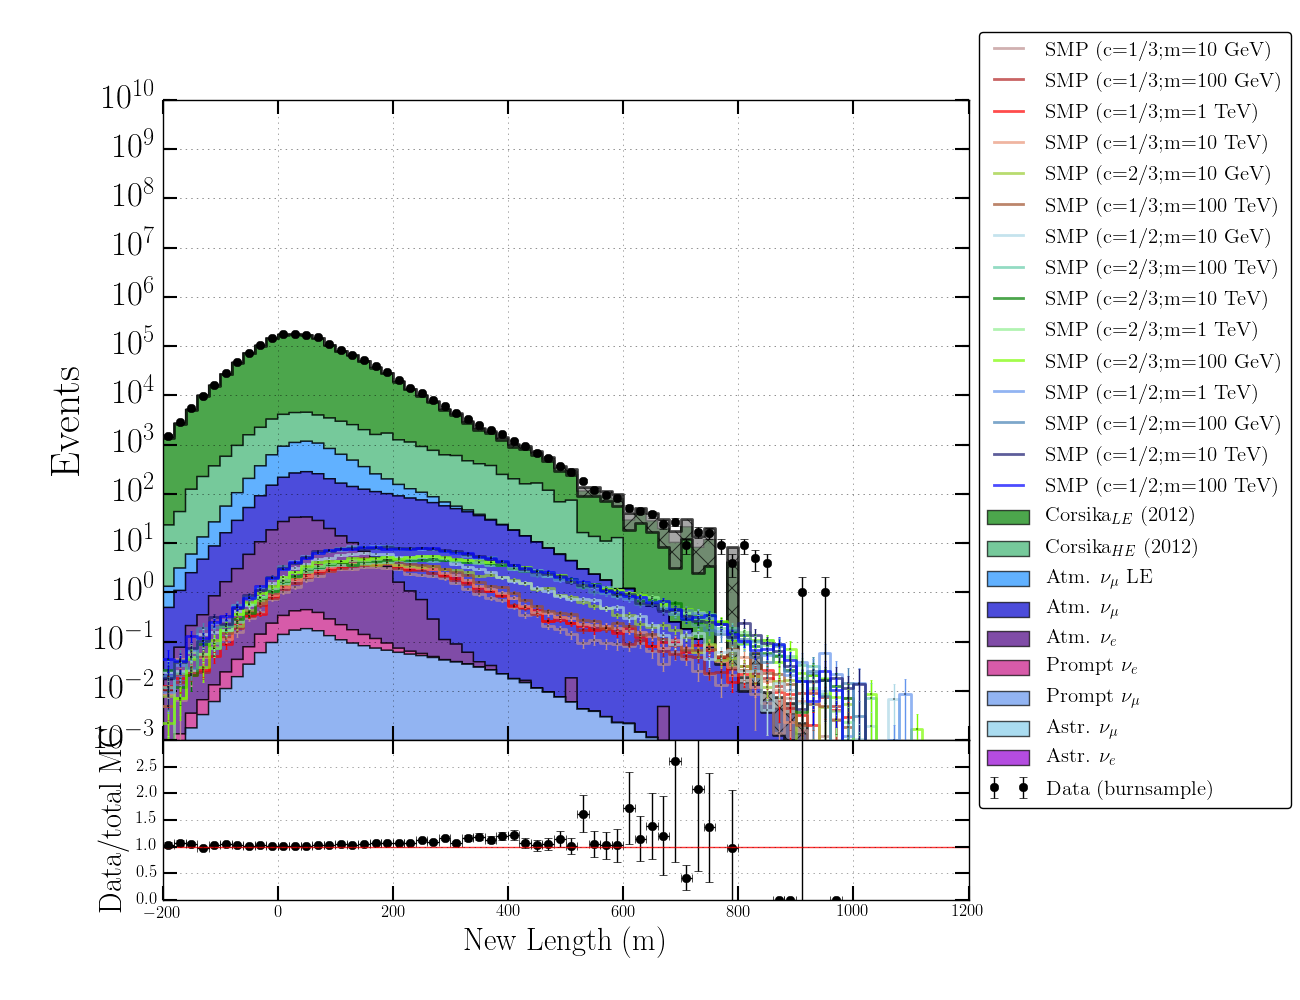 10^10
10^9
10^8
10^7
10^6
10^5
10^4
10^3
10^2
10^1
10^0
10^−1
10^−2
10^−3
Events
2.5
2.0
1.5
1.0
0.5
0.0
Data/total MC
−200 0 200 400 600 800 1000 1200
New Length (m)
SMP (c=1/3;m=10 GeV)
SMP (c=1/3;m=100 GeV)
SMP (c=1/3;m=1 TeV)
SMP (c=1/3;m=10 TeV)
SMP (c=2/3;m=10 GeV)
SMP (c=1/3;m=100 TeV)
SMP (c=1/2;m=10 GeV)
SMP (c=2/3;m=100 TeV)
SMP (c=2/3;m=10 TeV)
SMP (c=2/3;m=1 TeV)
SMP (c=2/3;m=100 GeV)
SMP (c=1/2;m=1 TeV)
SMP (c=1/2;m=100 GeV)
SMP (c=1/2;m=10 TeV)
SMP (c=1/2;m=100 TeV)
Corsika_LE (2012)
Corsika_HE (2012)
Atm. ν_μ LE
Atm. ν_μ
Atm. ν_e
Prompt ν_e
Prompt ν_μ
Astr. ν_μ
Astr. ν_e
Data (burnsample)